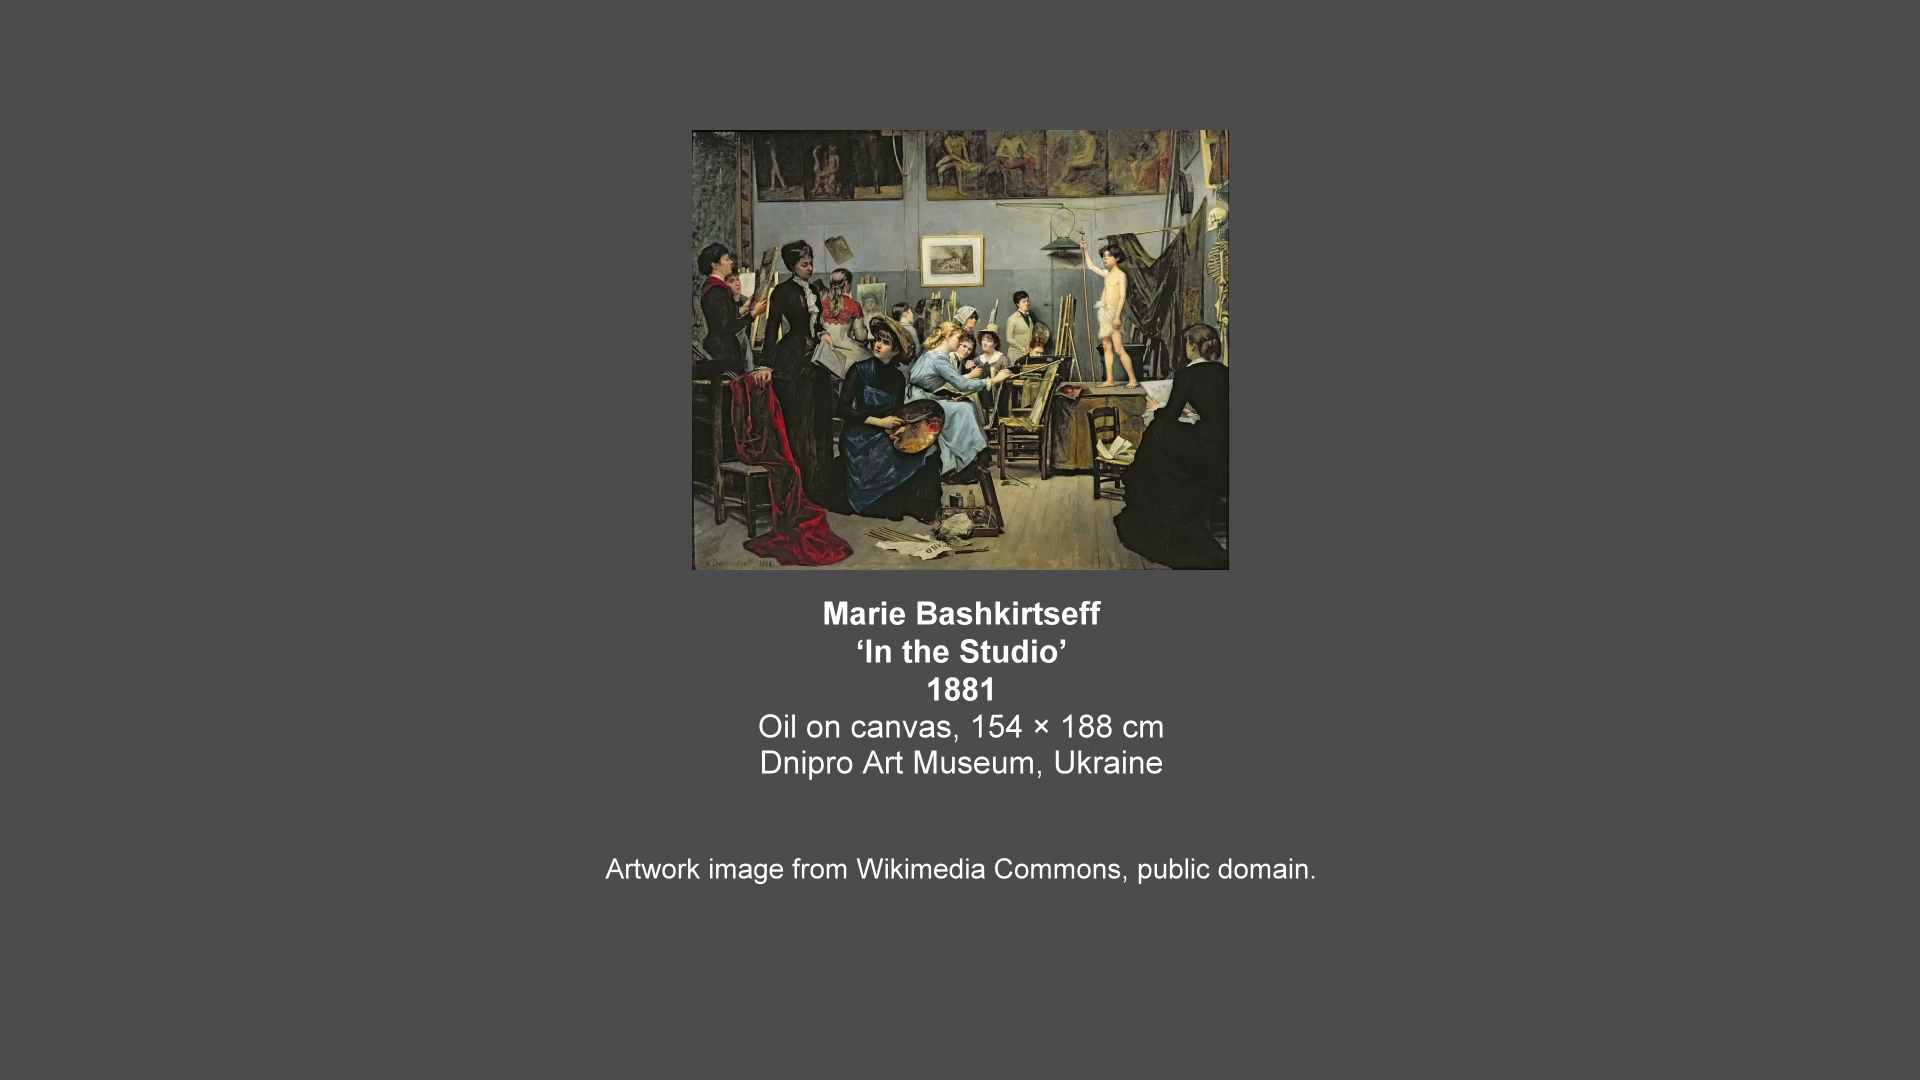 Marie Bashkirtseff
‘In the Studio’
1881
Oil on canvas, 154 × 188 cm
Dnipro Art Museum, Ukraine
Artwork image from Wikimedia Commons, public domain.